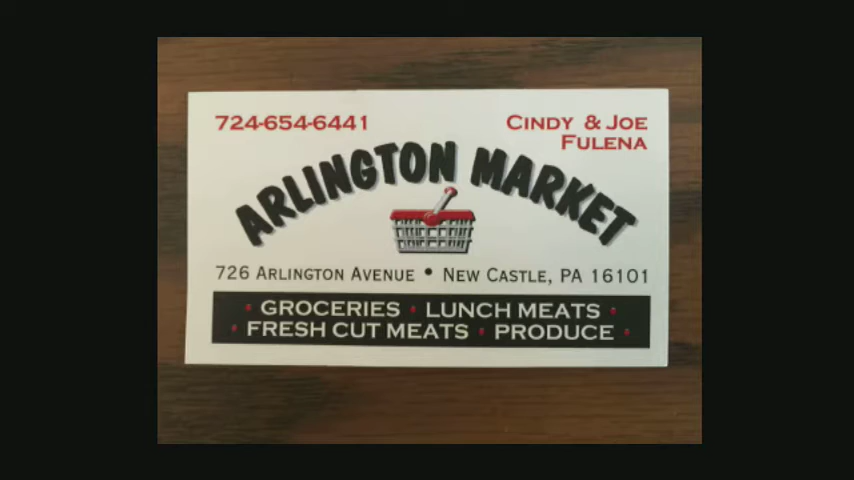 724-654-6441
CINDY & JOE
FULENA
ARLINGTON MARKET
726 ARLINGTON AVENUE • NEW CASTLE, PA 16101
• GROCERIES • LUNCH MEATS •
• FRESH CUT MEATS • PRODUCE •